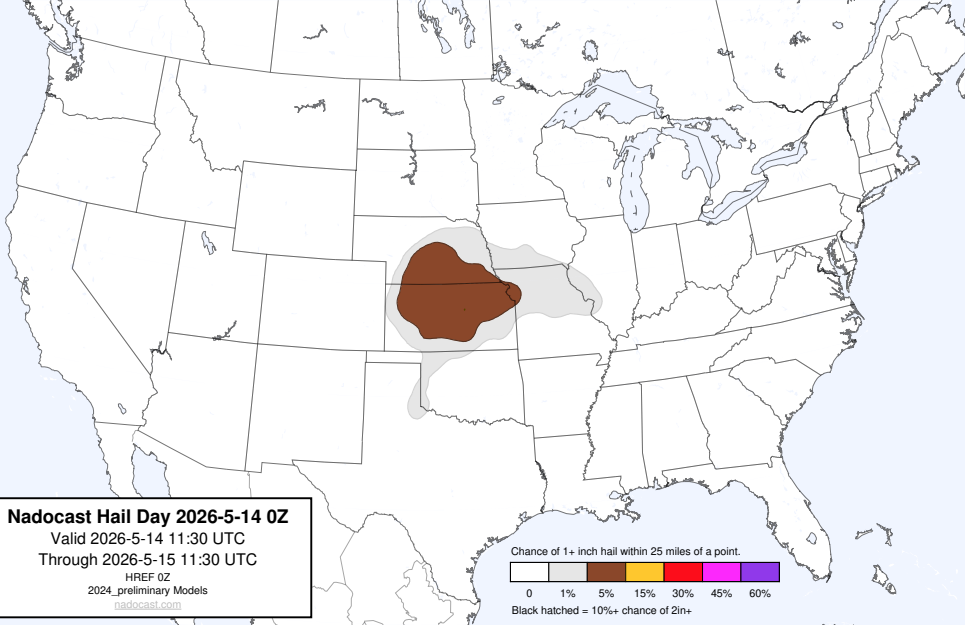 Nadocast Hail Day 2026-5-14 0Z
Valid 2026-5-14 11:30 UTC
Through 2026-5-15 11:30 UTC
HREF 0Z
2024_preliminary Models
nadocast.com
Chance of 1+ inch hail within 25 miles of a point.
0 1% 5% 15% 30% 45% 60%
Black hatched = 10%+ chance of 2in+